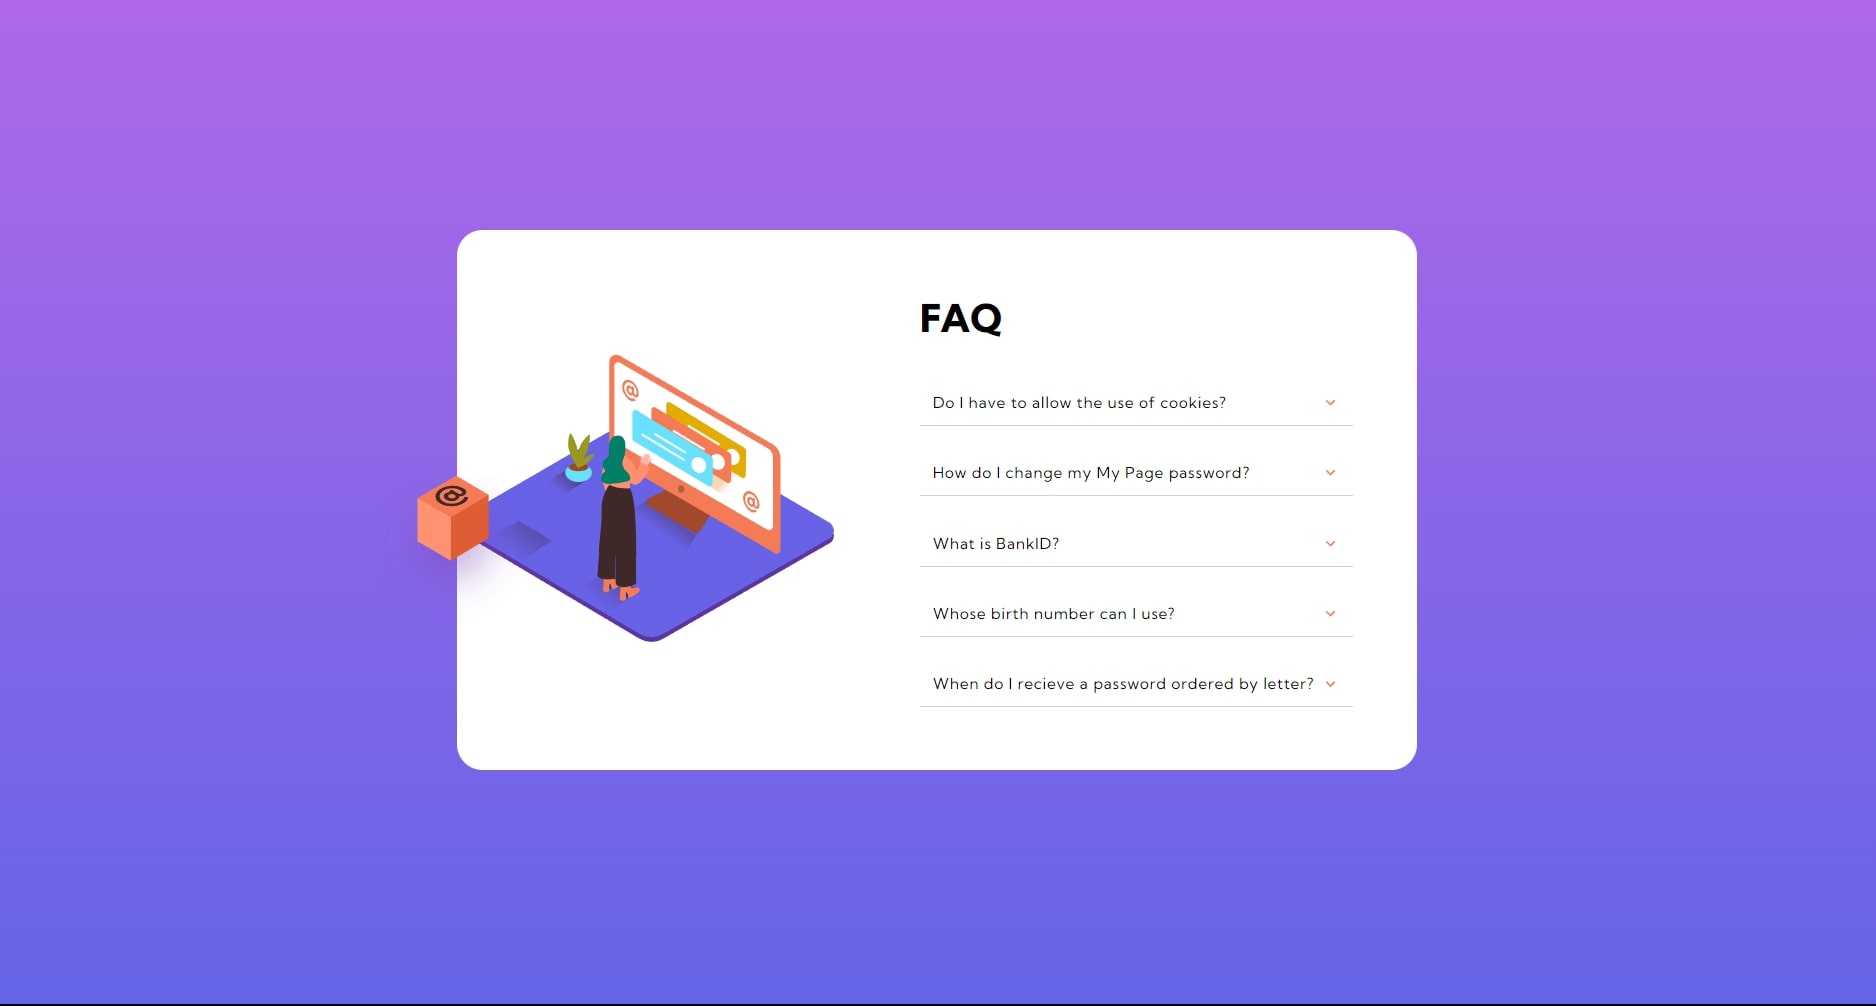 FAQ
Do I have to allow the use of cookies?
How do I change my My Page password?
What is BankID?
Whose birth number can I use?
When do I recieve a password ordered by letter?
@
@
@